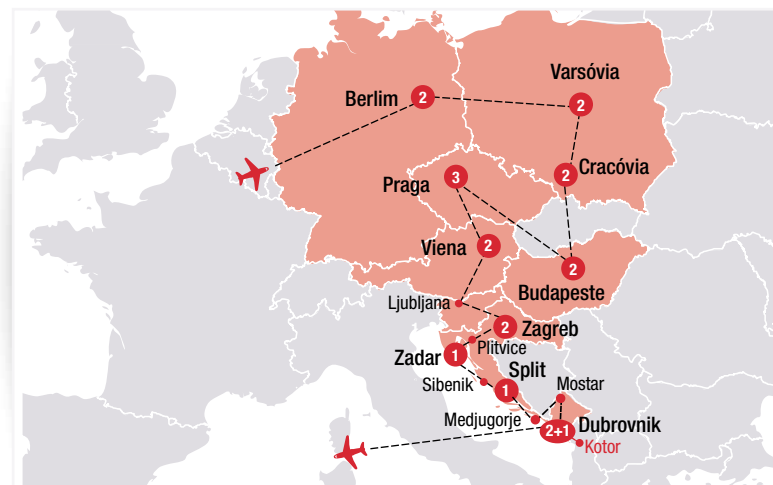 Varsóvia
Berlim
2
2
Cracóvia
2
Praga
3
Viena
2
2
Budapeste
Ljubljana
2
Zagreb
Plitvice
Zadar
1
Split
Sibenik
1
Mostar
Medjugorje
Dubrovnik
2+1
Kotor